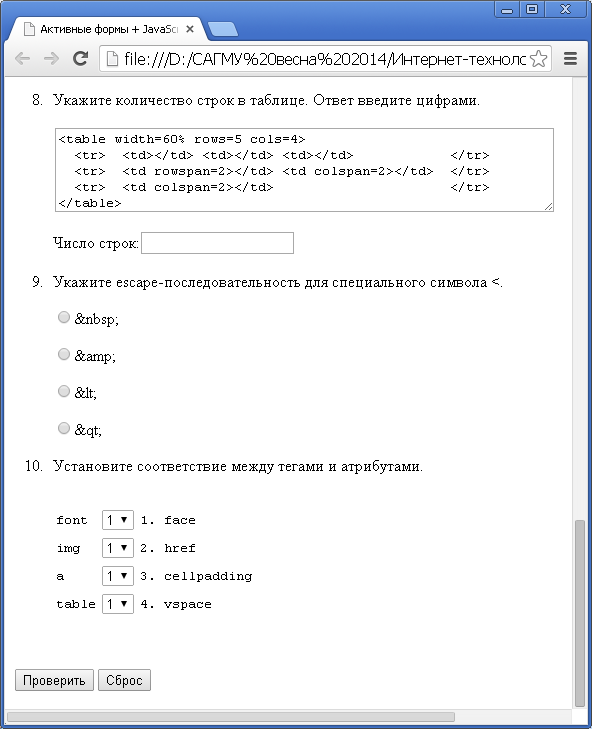 Активные формы + JavaSc
file:///D:/САГМУ%20весна%202014/Интернет-технолс
8. Укажите количество строк в таблице. Ответ введите цифрами.
<table width=60% rows=5 cols=4>
<tr> <td></td> <td></td> <td></td> </tr>
<tr> <td rowspan=2></td> <td colspan=2></td> </tr>
<tr> <td colspan=2></td> </tr>
</table>
Число строк:
9. Укажите escape-последовательность для специального символа <.
&nbsp;
&amp;
&lt;
&qt;
10. Установите соответствие между тегами и атрибутами.
font 1 1. face
img 1 2. href
a 1 3. cellpadding
table 1 4. vspace
Проверить Сброс